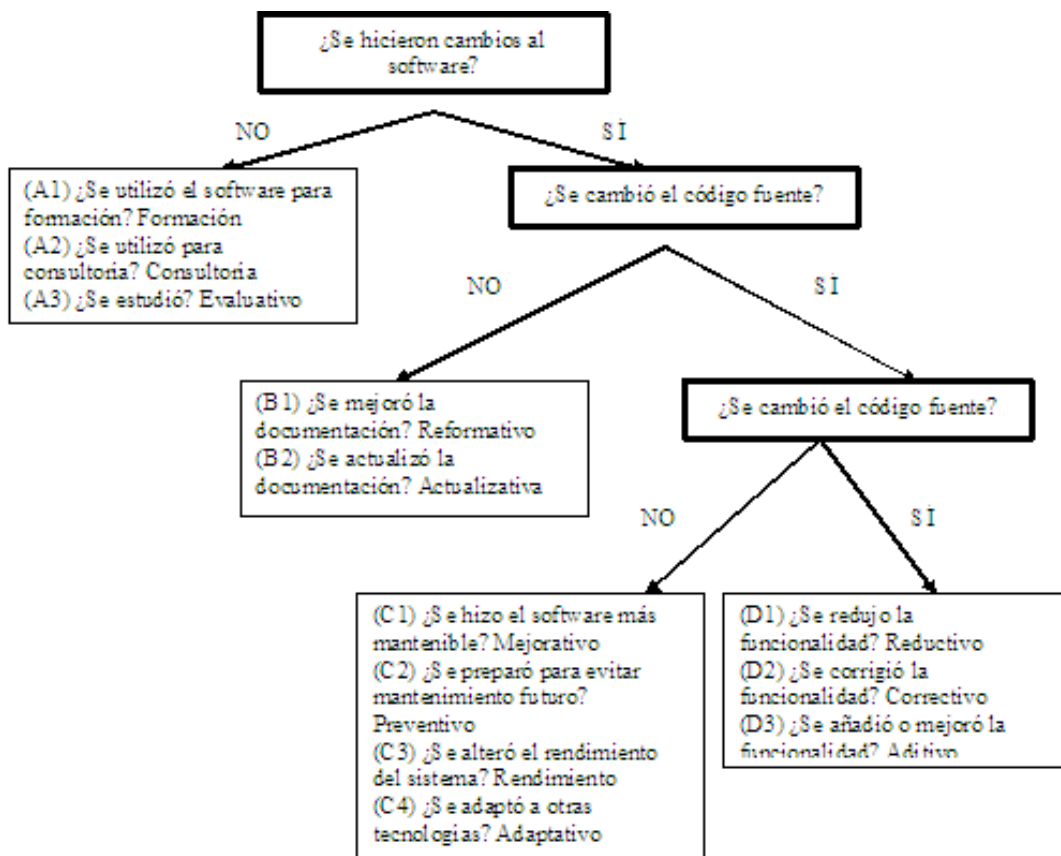 ¿Se hicieron cambios al
software?
NO
SÍ
(A1) ¿Se utilizó el software para
formación? Formación
(A2) ¿Se utilizó para
consultoría? Consultoría
(A3) ¿Se estudió? Evaluativo
¿Se cambió el código fuente?
NO
SÍ
(B1) ¿Se mejoró la
documentación? Reformativo
(B2) ¿Se actualizó la
documentación? Actualizativa
¿Se cambió el código fuente?
NO
SÍ
(C1) ¿Se hizo el software más
mantenible? Mejorativo
(C2) ¿Se preparó para evitar
mantenimiento futuro?
Preventivo
(C3) ¿Se alteró el rendimiento
del sistema? Rendimiento
(C4) ¿Se adaptó a otras
tecnologías? Adaptativo
(D1) ¿Se redujo la
funcionalidad? Reductivo
(D2) ¿Se corrigió la
funcionalidad? Correctivo
(D3) ¿Se añadió o mejoró la
funcionalidad? Aditivo